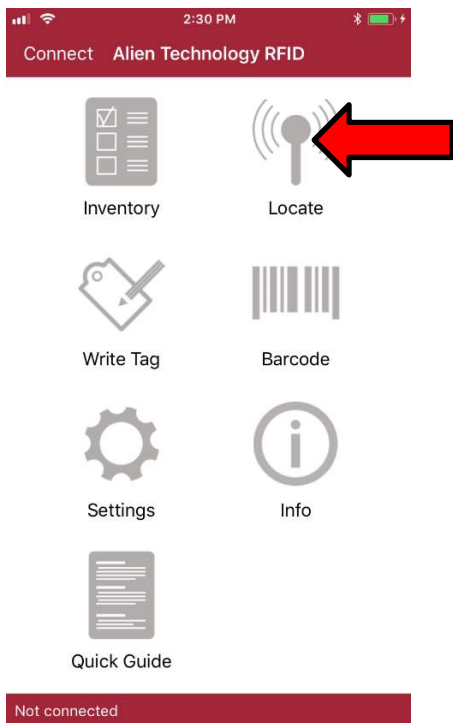 2:30 PM
Connect Alien Technology RFID
Inventory Locate
Write Tag Barcode
Settings Info
Quick Guide
Not connected